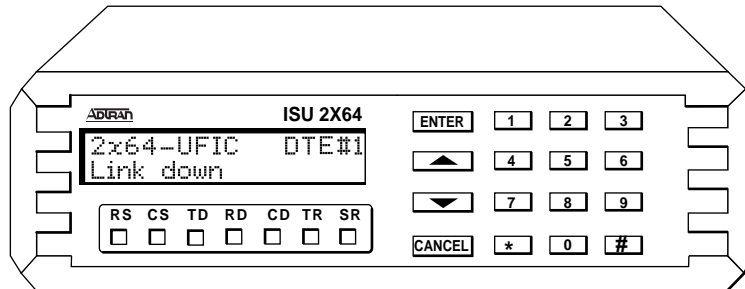 ADTRAN ISU 2X64
2x64-UFIC DTE#1
Link down
RS CS TD RD CD TR SR
ENTER 1 2 3
4 5 6
7 8 9
CANCEL * 0 #